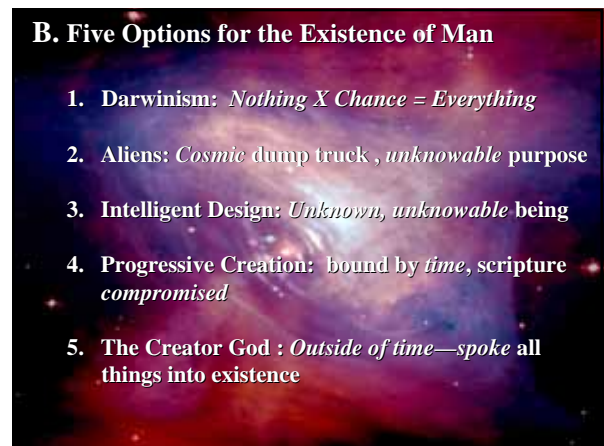 B. Five Options for the Existence of Man
1. Darwinism: Nothing X Chance = Everything
2. Aliens: Cosmic dump truck , unknowable purpose
3. Intelligent Design: Unknown, unknowable being
4. Progressive Creation: bound by time, scripture
compromised
5. The Creator God : Outside of time—spoke all
things into existence